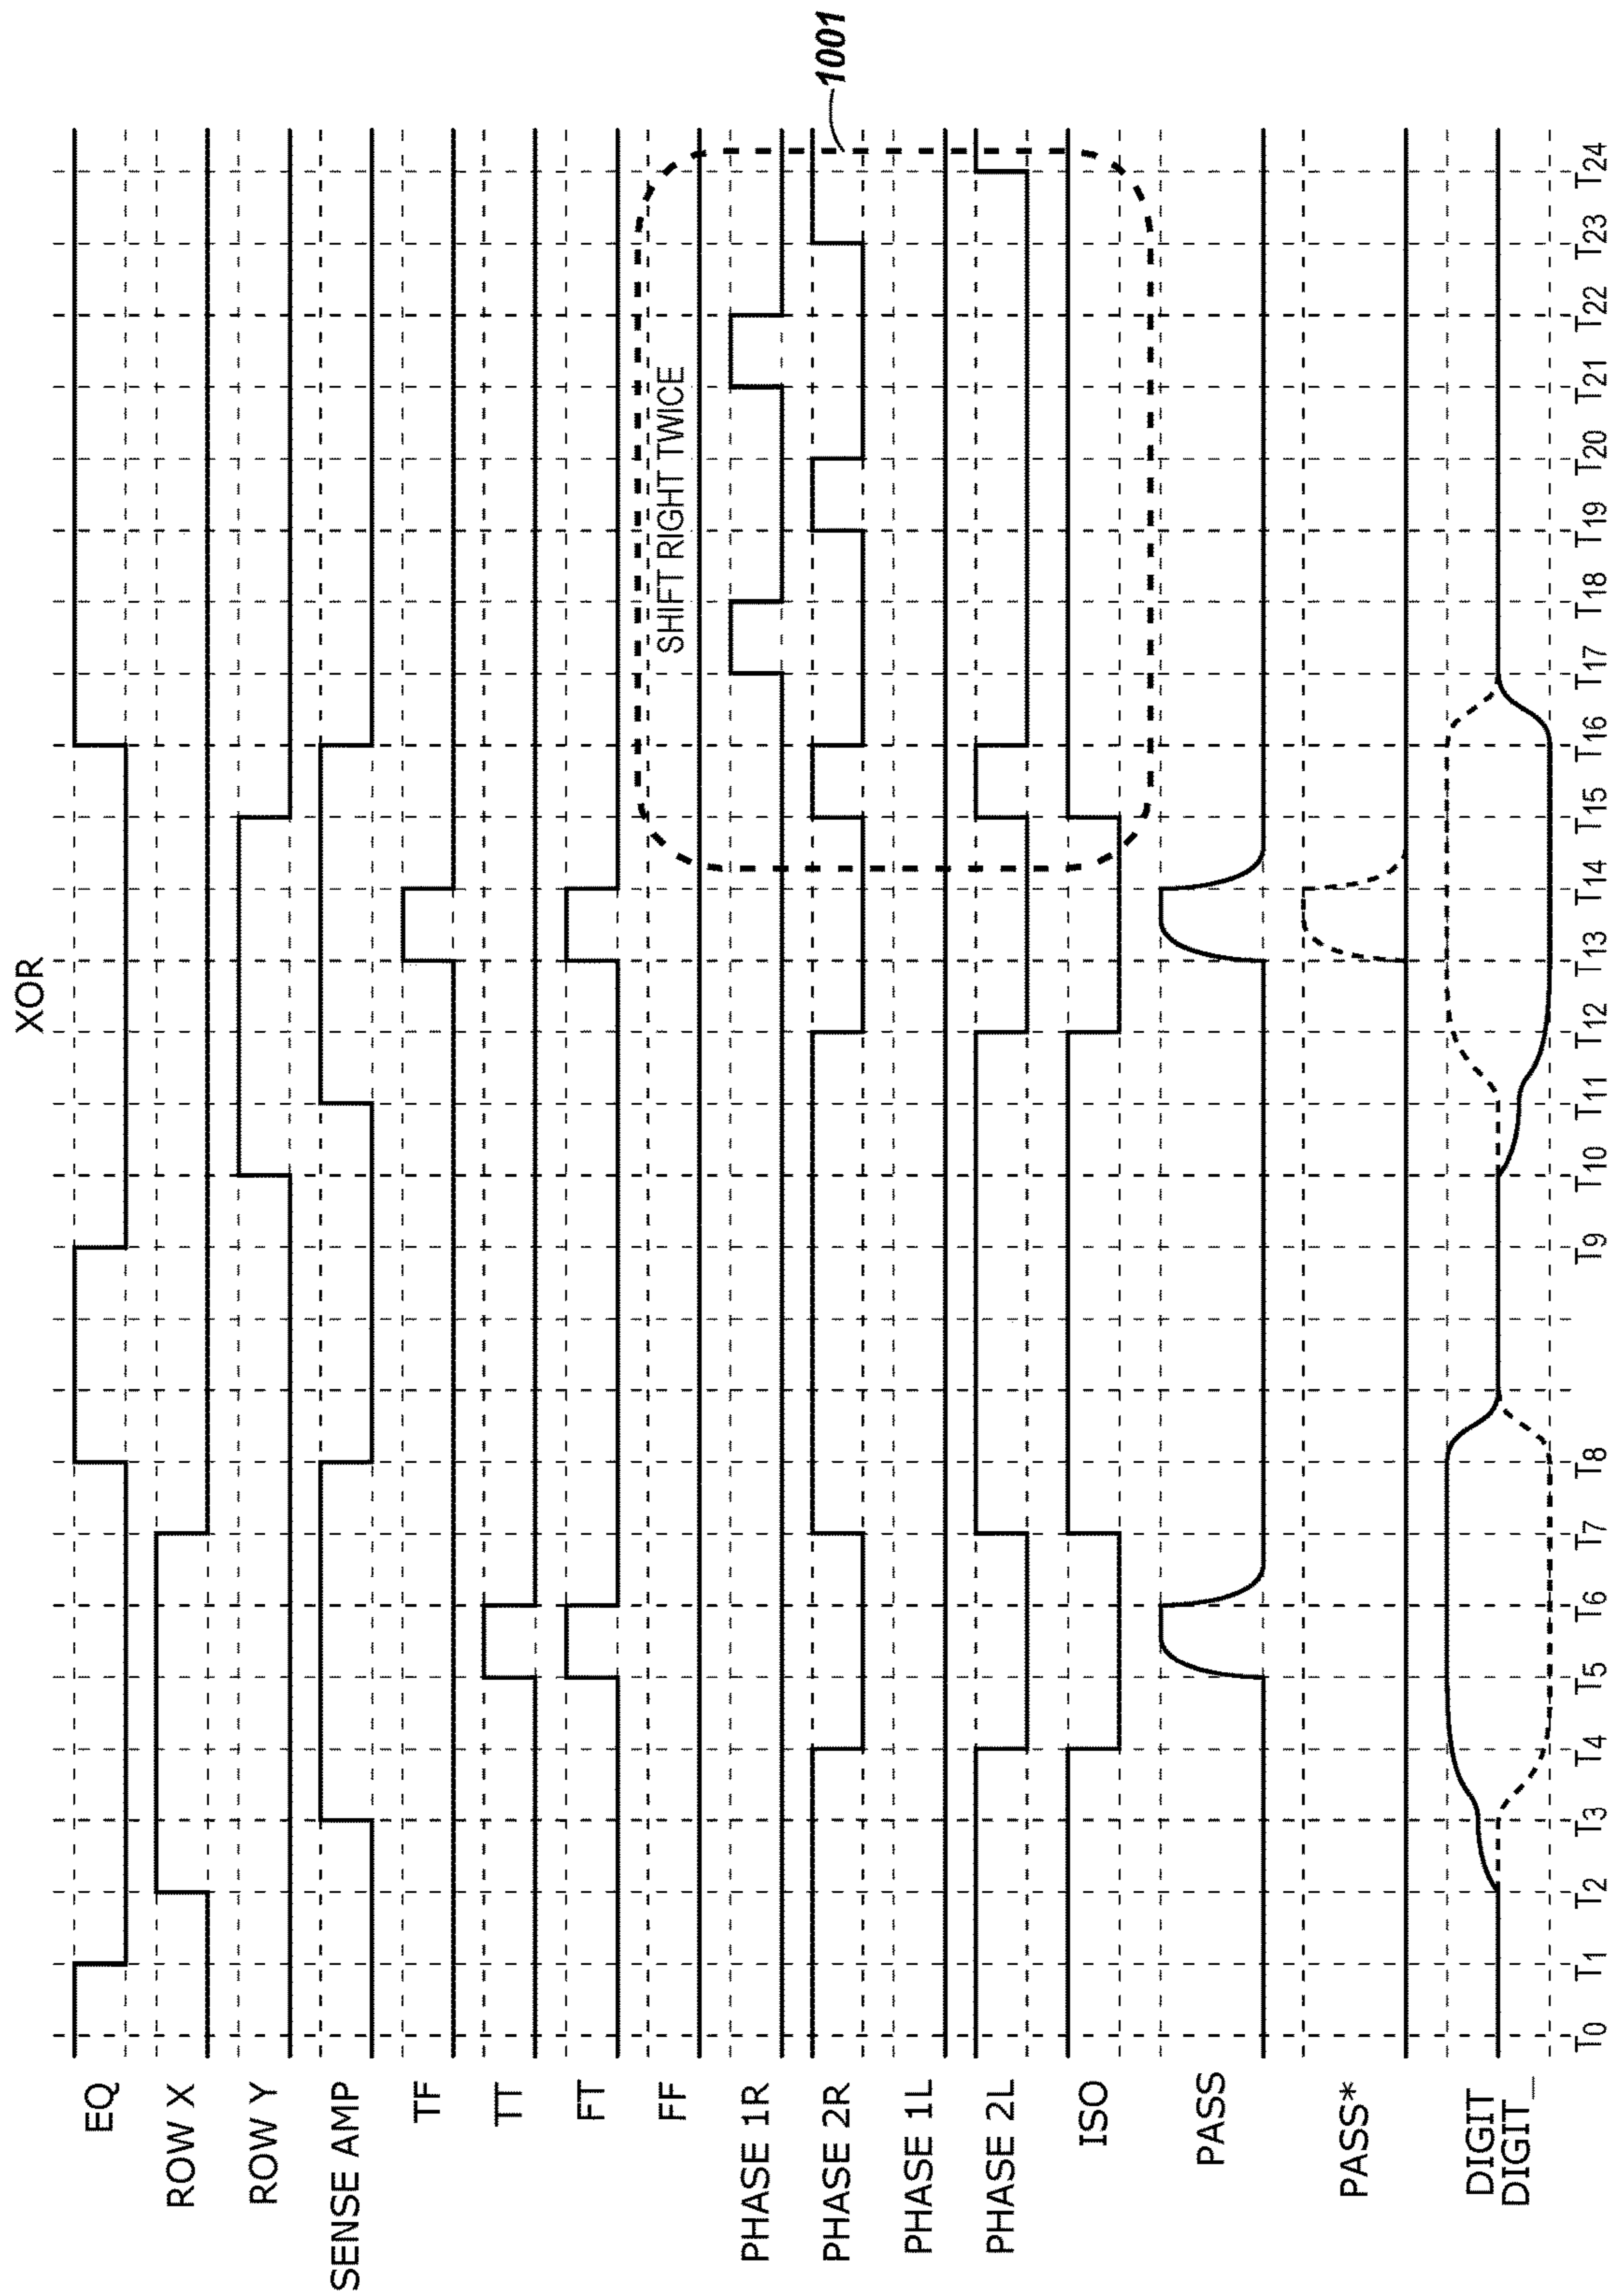 XOR
EQ
ROW X
ROW Y
SENSE AMP
TF
TT
FT
FF
SHIFT RIGHT TWICE
1001
PHASE 1R
PHASE 2R
PHASE 1L
PHASE 2L
ISO
PASS
PASS*
DIGIT
DIGIT_
T0 T1 T2 T3 T4 T5 T6 T7 T8 T9 T10 T11 T12 T13 T14 T15 T16 T17 T18 T19 T20 T21 T22 T23 T24